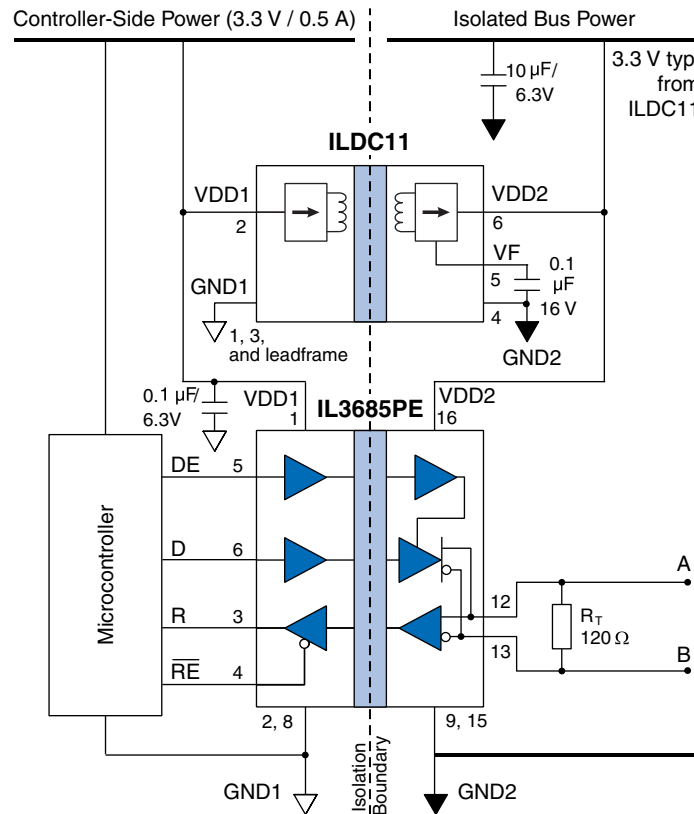 Controller-Side Power (3.3 V / 0.5 A)
Isolated Bus Power
10 µF/
6.3V
3.3 V typ.
from
ILDC11
ILDC11
VDD1
2
VDD2
6
VF
5
0.1
µF
16 V
GND1
4
1, 3,
and leadframe
GND2
0.1 µF/
6.3V
VDD1
1
IL3685PE
VDD2
16
Microcontroller
DE
5
D
6
R
3
RE
4
12
13
A
RT
120 Ω
B
2, 8
9, 15
GND1
Isolation
Boundary
GND2